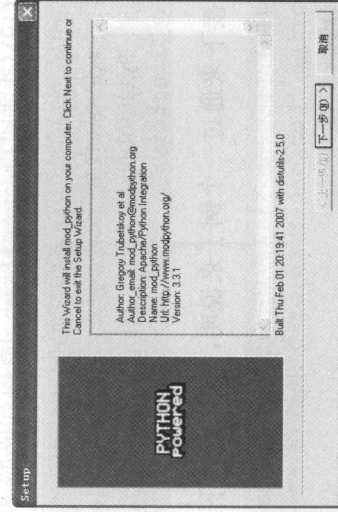 Setup
This Wizard will install mod_python on your computer. Click Next to continue or
Cancel to exit the Setup Wizard.
Author: Gregory Trubetskoy et al
Author_email: mod_python@modpython.org
Description: Apache/Python Integration
Name: mod_python
Url: http://www.modpython.org/
Version: 3.3.1
PYTHON
powered
Built Thu Feb 01 20:19:41 2007 with distutils-2.5.0
<上一步(B) 下一步(N) > 取消